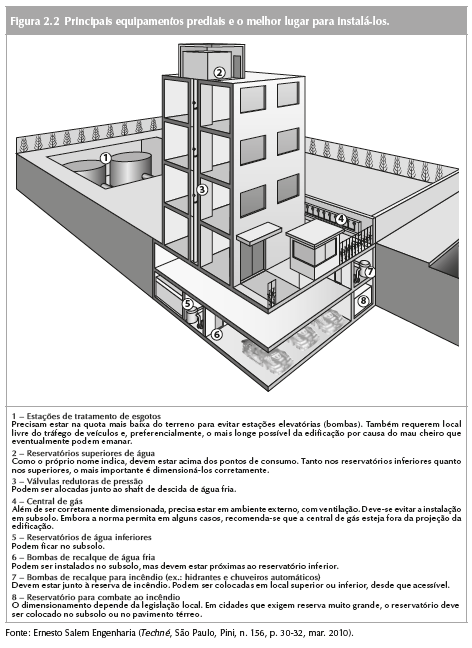 Figura 2.2 Principais equipamentos prediais e o melhor lugar para instalá-los.
2
1
3
4
7
5
8
6
1 – Estações de tratamento de esgotos
Precisam estar na quota mais baixa do terreno para evitar estações elevatórias (bombas). Também requerem local
livre do tráfego de veículos e, preferencialmente, o mais longe possível da edificação por causa do mau cheiro que
eventualmente podem emanar.
2 – Reservatórios superiores de água
Como o próprio nome indica, devem estar acima dos pontos de consumo. Tanto nos reservatórios inferiores quanto
nos superiores, o mais importante é dimensioná-los corretamente.
3 – Válvulas redutoras de pressão
Podem ser alocadas junto ao shaft de descida de água fria.
4 – Central de gás
Além de ser corretamente dimensionada, precisa estar em ambiente externo, com ventilação. Deve-se evitar a instalação
em subsolo. Embora a norma permita em alguns casos, recomenda-se que a central de gás esteja fora da projeção da
edificação.
5 – Reservatórios de água inferiores
Podem ficar no subsolo.
6 – Bombas de recalque de água fria
Podem ser instalados no subsolo, mas devem estar próximas ao reservatório inferior.
7 – Bombas de recalque para incêndio (ex.: hidrantes e chuveiros automáticos)
Devem estar junto à reserva de incêndio. Podem ser colocadas em local superior ou inferior, desde que acessível.
8 – Reservatório para combate ao incêndio
O dimensionamento depende da legislação local. Em cidades que exigem reserva muito grande, o reservatório deve
ser colocado no subsolo ou no pavimento térreo.
Fonte: Ernesto Salem Engenharia (Techné, São Paulo, Pini, n. 156, p. 30-32, mar. 2010).